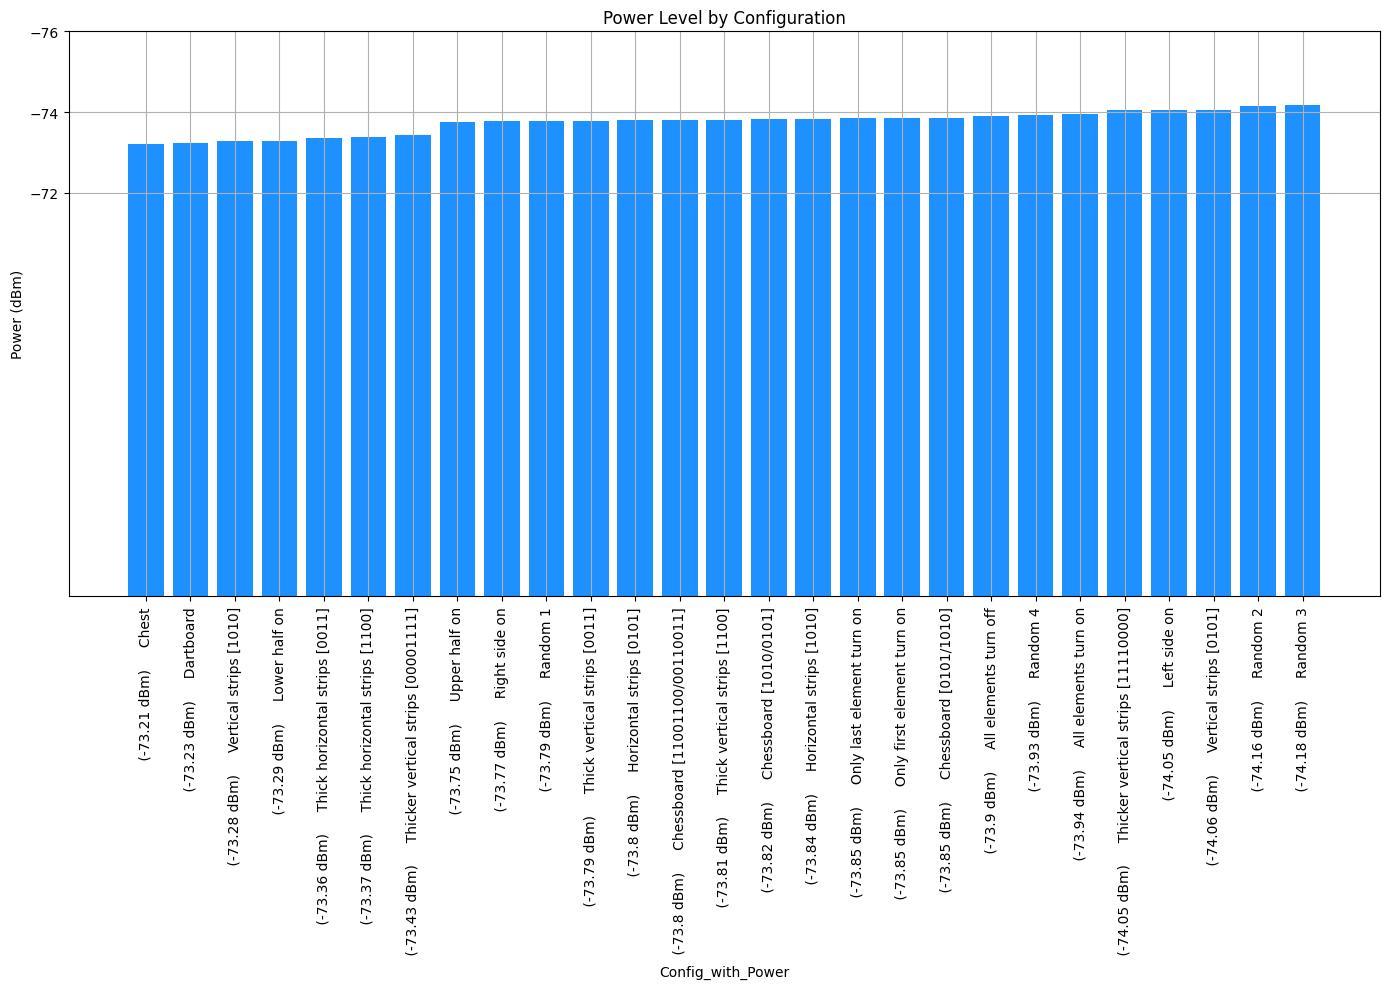 Power Level by Configuration
−76
−74
−72
Power (dBm)
(-73.21 dBm)    Chest
(-73.23 dBm)    Dartboard
(-73.28 dBm)    Vertical strips [1010]
(-73.29 dBm)    Lower half on
(-73.36 dBm)    Thick horizontal strips [0011]
(-73.37 dBm)    Thick horizontal strips [1100]
(-73.43 dBm)    Thicker vertical strips [00001111]
(-73.75 dBm)    Upper half on
(-73.77 dBm)    Right side on
(-73.79 dBm)    Random 1
(-73.79 dBm)    Thick vertical strips [0011]
(-73.8 dBm)    Horizontal strips [0101]
(-73.8 dBm)    Chessboard [11001100/00110011]
(-73.81 dBm)    Thick vertical strips [1100]
(-73.82 dBm)    Chessboard [1010/0101]
(-73.84 dBm)    Horizontal strips [1010]
(-73.85 dBm)    Only last element turn on
(-73.85 dBm)    Only first element turn on
(-73.85 dBm)    Chessboard [0101/1010]
(-73.9 dBm)    All elements turn off
(-73.93 dBm)    Random 4
(-73.94 dBm)    All elements turn on
(-74.05 dBm)    Thicker vertical strips [11110000]
(-74.05 dBm)    Left side on
(-74.06 dBm)    Vertical strips [0101]
(-74.16 dBm)    Random 2
(-74.18 dBm)    Random 3
Config_with_Power